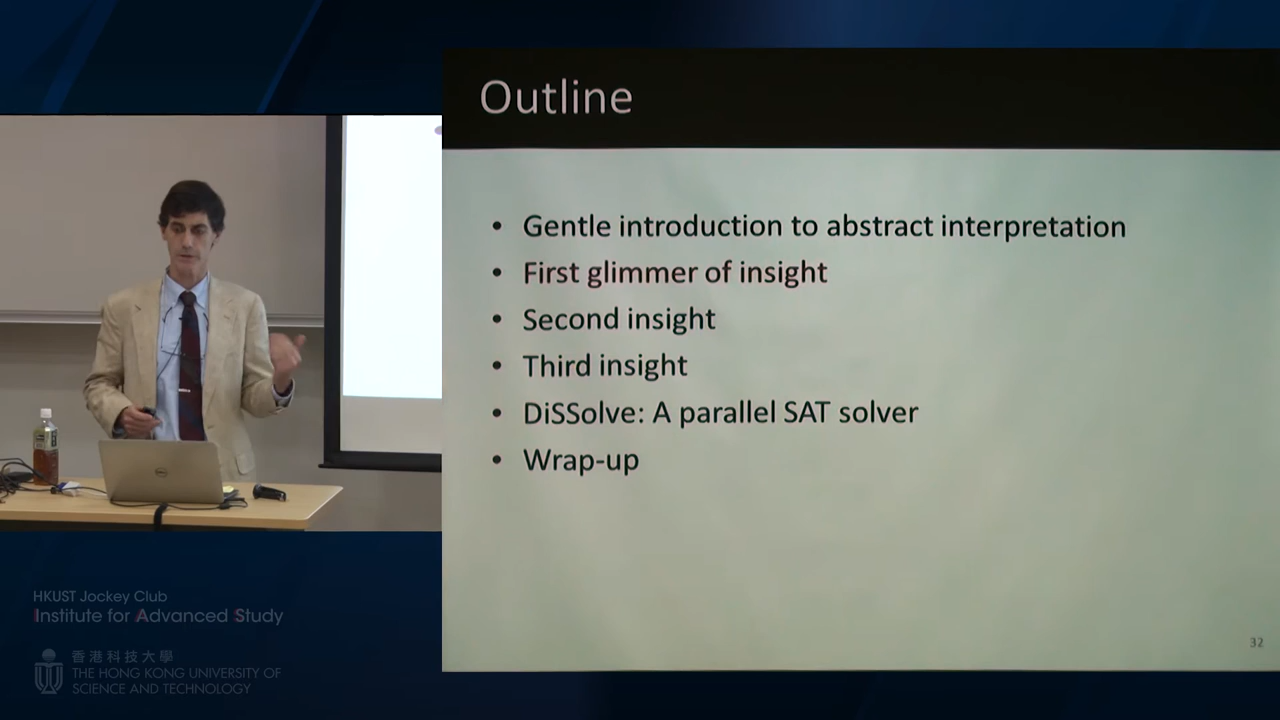 Outline
• Gentle introduction to abstract interpretation
• First glimmer of insight
• Second insight
• Third insight
• DiSSolve: A parallel SAT solver
• Wrap-up
32
HKUST Jockey Club
Institute for Advanced Study
香港科技大學
THE HONG KONG UNIVERSITY OF
SCIENCE AND TECHNOLOGY